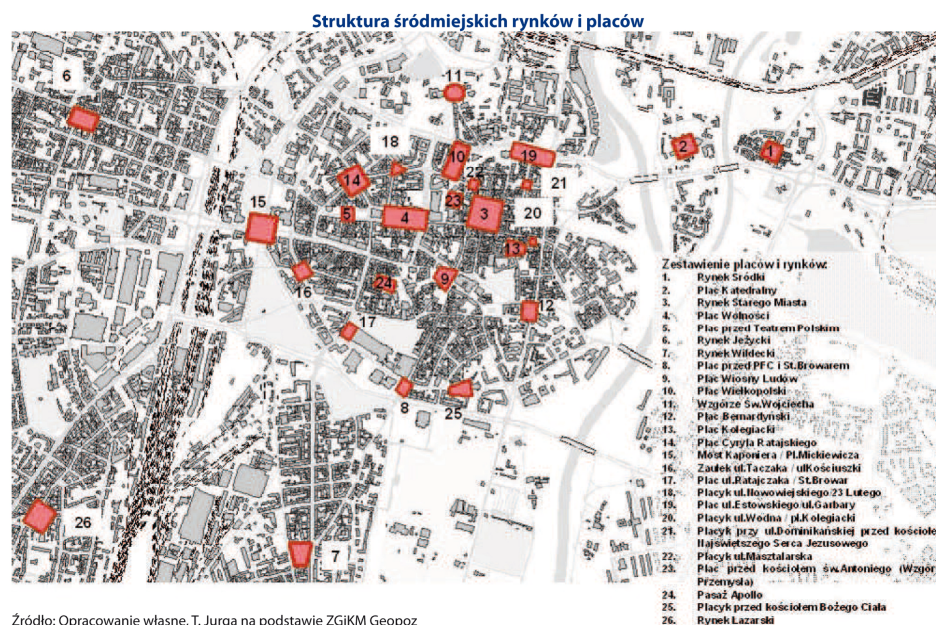 Struktura śródmiejskich rynków i placów
6
11
18
10
19
2
1
22
14
21
23
15
5
4
3
20
13
16
24
9
12
17
8
25
26
7
Zestawienie placów i rynków:
1. Rynek Śródki
2. Plac Katedralny
3. Rynek Starego Miasta
4. Plac Wolności
5. Plac przed Teatrem Polskim
6. Rynek Jeżycki
7. Rynek Wildecki
8. Plac przed PFC i St.Browarem
9. Plac Wiosny Ludów
10. Plac Wielkopolski
11. Wzgórze Św.Wojciecha
12. Plac Bernardyński
13. Plac Kolegiacki
14. Plac Cyryla Ratajskiego
15. Most Kaponiera / Pl.Mickiewicza
16. Zaułek ul.Taczaka / ulKościuszki
17. Plac ul.Ratajczaka / St.Browar
18. Placyk ul.Nowowiejskiego/23 Lutego
19. Plac ul.Estowskiego ul.Garbary
20. Placyk ul.Wodna / pl.Kolegiacki
21. Placyk przy ul.Dominikańskiej przed kościołe
Najświętszego Serca Jezusowego
22. Placyk ul.Masztalarska
23. Plac przed kościołem św.Antoniego (Wzgór
Przemysła)
24. Pasaż Apollo
25. Placyk przed kościołem Bożego Ciała
26. Rynek Łazarski
Źródło: Opracowanie własne, T. Jurga na podstawie ZGiKM Geopoz